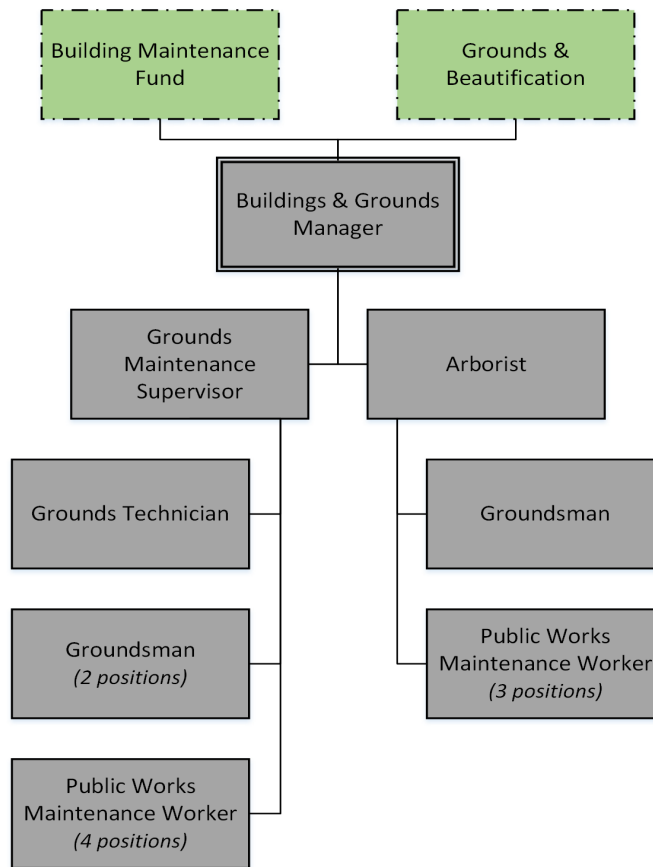 Building Maintenance
Fund
Grounds &
Beautification
Buildings & Grounds
Manager
Grounds
Maintenance
Supervisor
Arborist
Grounds Technician
Groundsman
Groundsman
(2 positions)
Public Works
Maintenance Worker
(3 positions)
Public Works
Maintenance Worker
(4 positions)